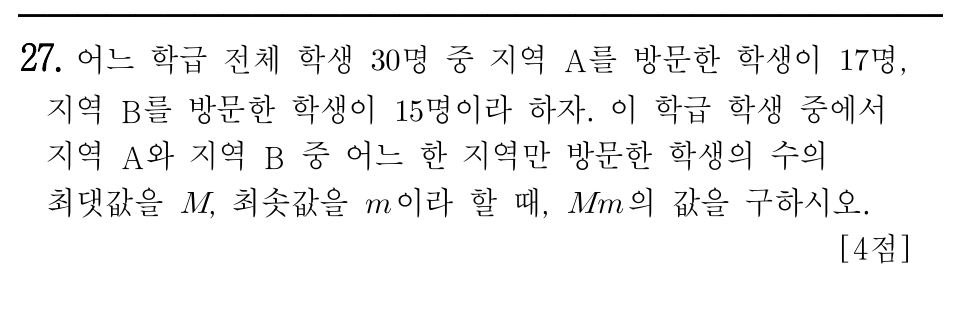 27. 어느 학급 전체 학생 30명 중 지역 A를 방문한 학생이 17명,
지역 B를 방문한 학생이 15명이라 하자. 이 학급 학생 중에서
지역 A와 지역 B 중 어느 한 지역만 방문한 학생의 수의
최댓값을 M, 최솟값을 m이라 할 때, Mm의 값을 구하시오.
[4점]